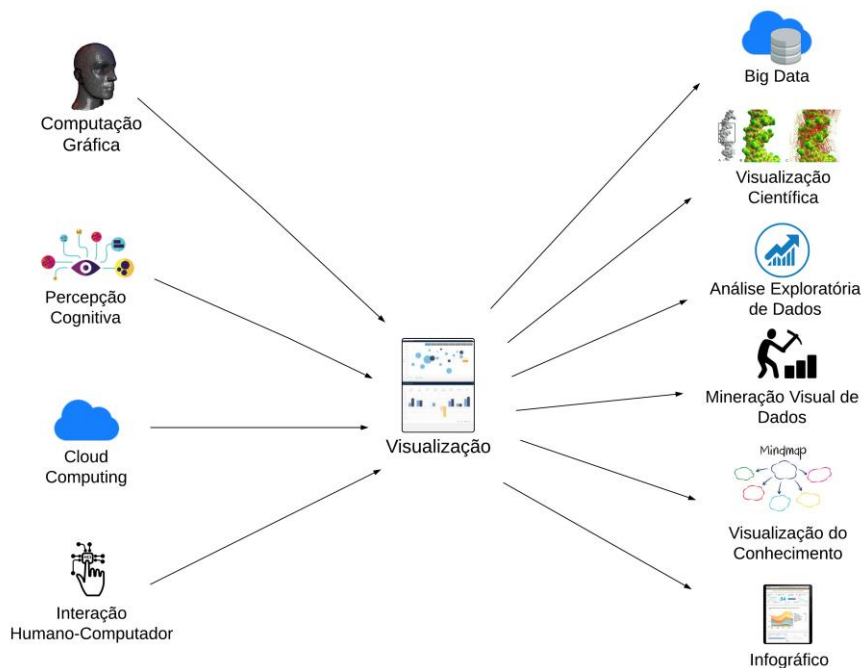 Computação
Gráfica
Percepção
Cognitiva
Cloud
Computing
Interação
Humano-Computador
Visualização
Big Data
Visualização
Científica
Análise Exploratória
de Dados
Mineração Visual de
Dados
Mindmap
Visualização do
Conhecimento
Infográfico